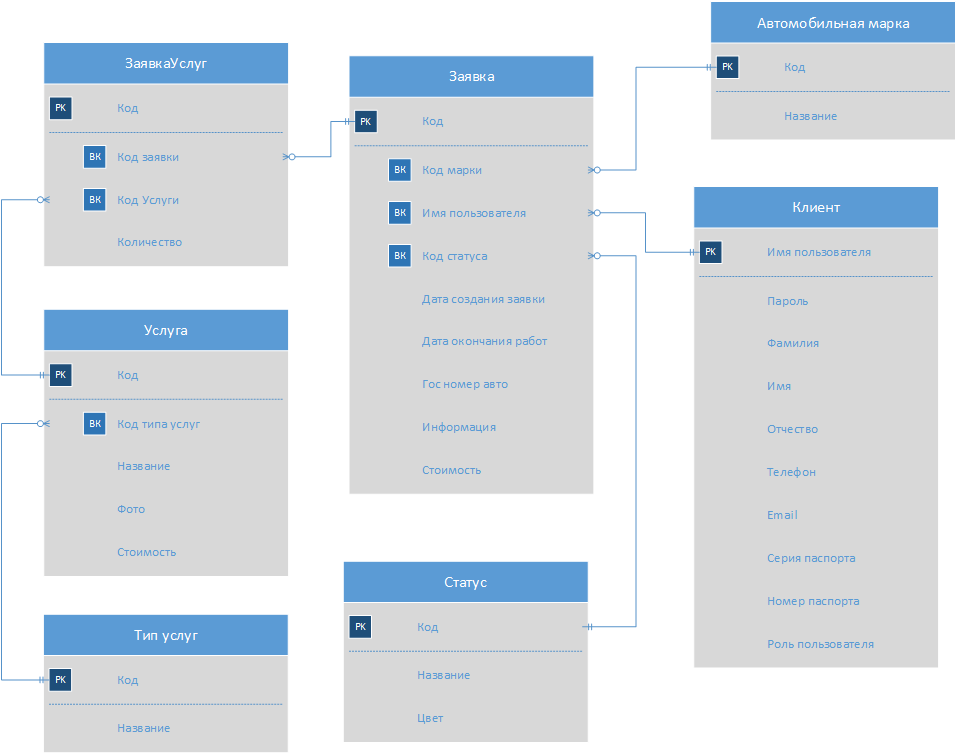 ЗаявкаУслуг
PK Код
ВК Код заявки
ВК Код Услуги
Количество
Услуга
PK Код
ВК Код типа услуг
Название
Фото
Стоимость
Тип услуг
PK Код
Название
Заявка
PK Код
ВК Код марки
ВК Имя пользователя
ВК Код статуса
Дата создания заявки
Дата окончания работ
Гос номер авто
Информация
Стоимость
Статус
PK Код
Название
Цвет
Автомобильная марка
PK Код
Название
Клиент
PK Имя пользователя
Пароль
Фамилия
Имя
Отчество
Телефон
Email
Серия паспорта
Номер паспорта
Роль пользователя